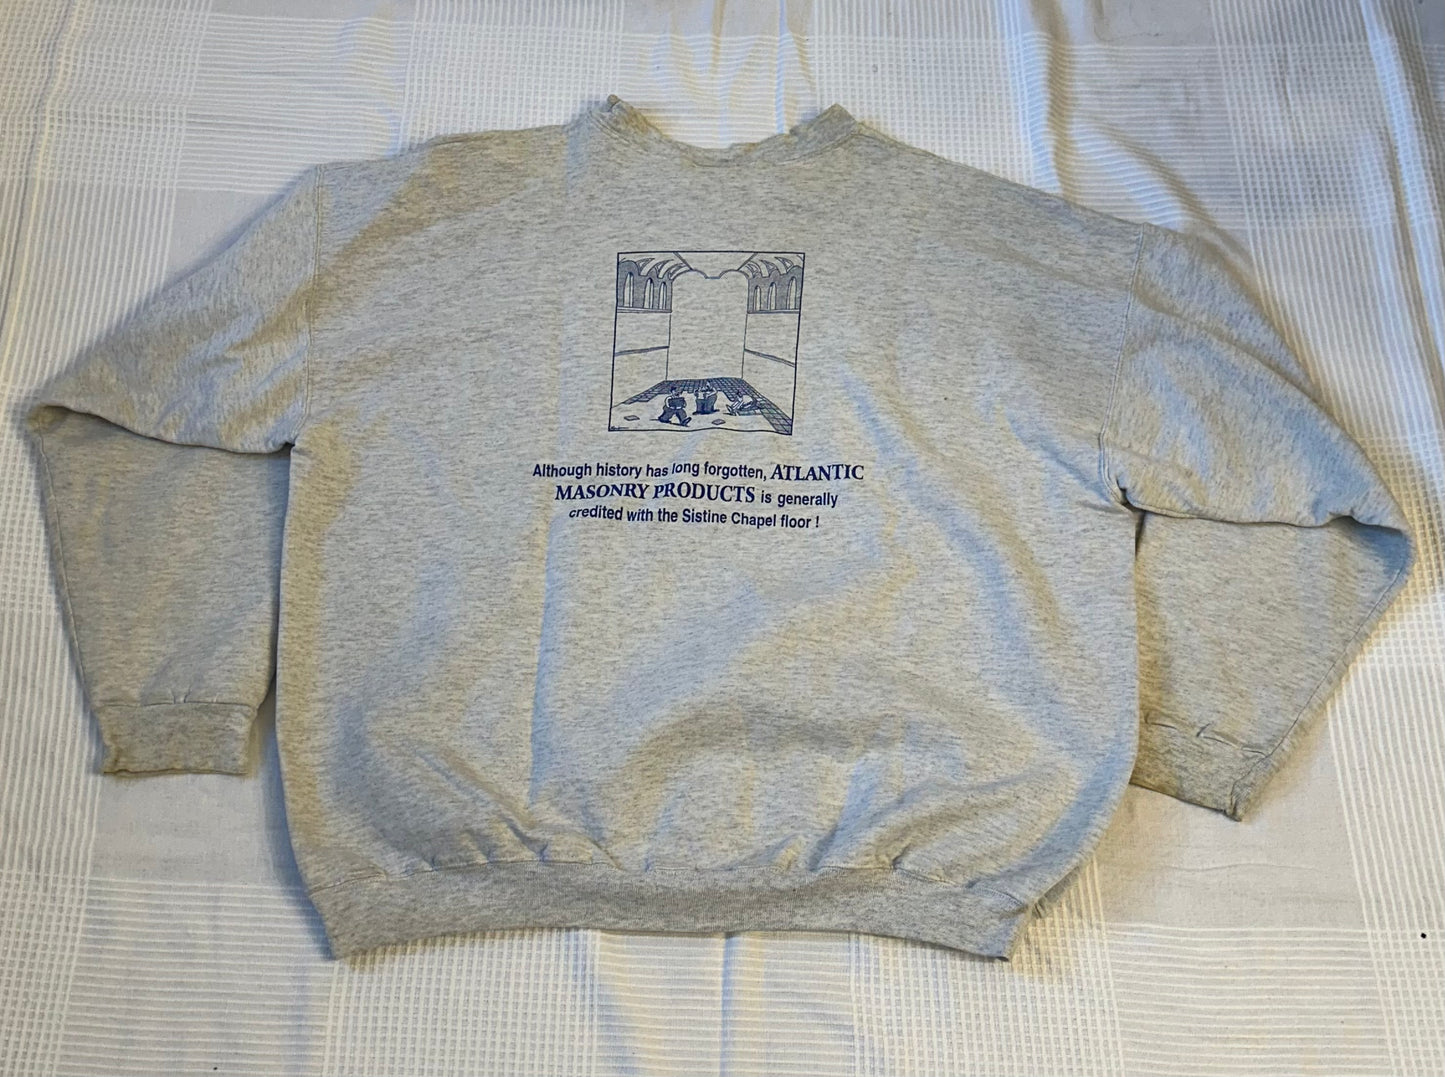 Although history has long forgotten, ATLANTIC
MASONRY PRODUCTS is generally
credited with the Sistine Chapel floor !